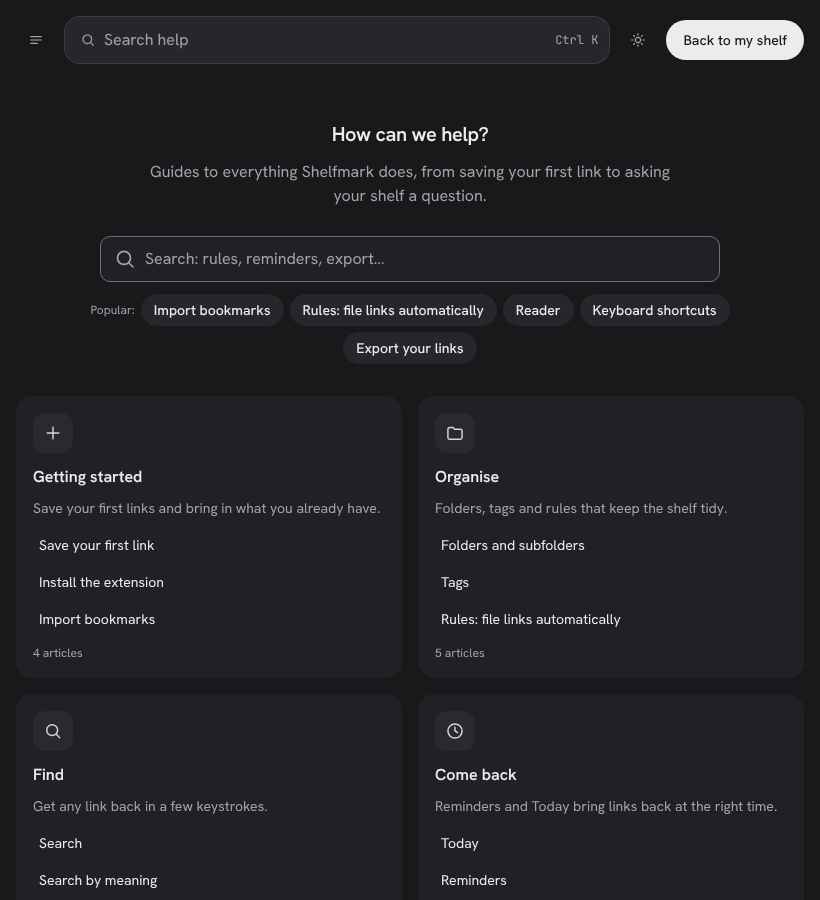 Search help
Ctrl K
Back to my shelf
How can we help?
Guides to everything Shelfmark does, from saving your first link to asking
your shelf a question.
Search: rules, reminders, export…
Popular:
Import bookmarks
Rules: file links automatically
Reader
Keyboard shortcuts
Export your links
Getting started
Save your first links and bring in what you already have.
Save your first link
Install the extension
Import bookmarks
4 articles
Organise
Folders, tags and rules that keep the shelf tidy.
Folders and subfolders
Tags
Rules: file links automatically
5 articles
Find
Get any link back in a few keystrokes.
Search
Search by meaning
Come back
Reminders and Today bring links back at the right time.
Today
Reminders